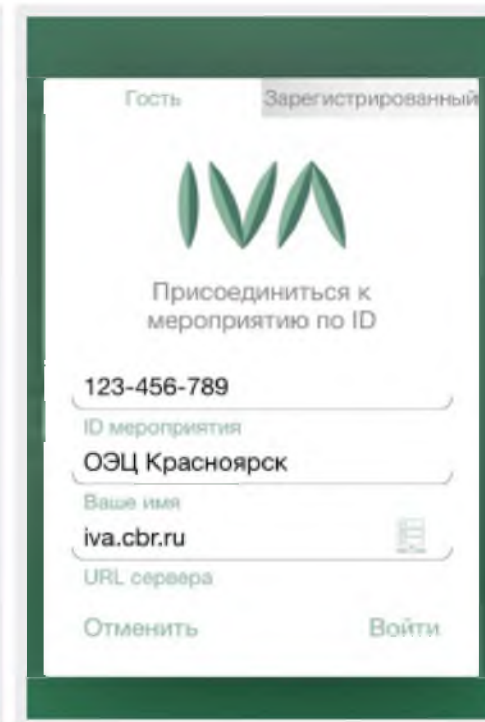 Гость Зарегистрированный
IVA
Присоединиться к
мероприятию по ID
123-456-789
ID мероприятия
ОЭЦ Красноярск
Ваше имя
iva.cbr.ru
URL сервера
Отменить Войти